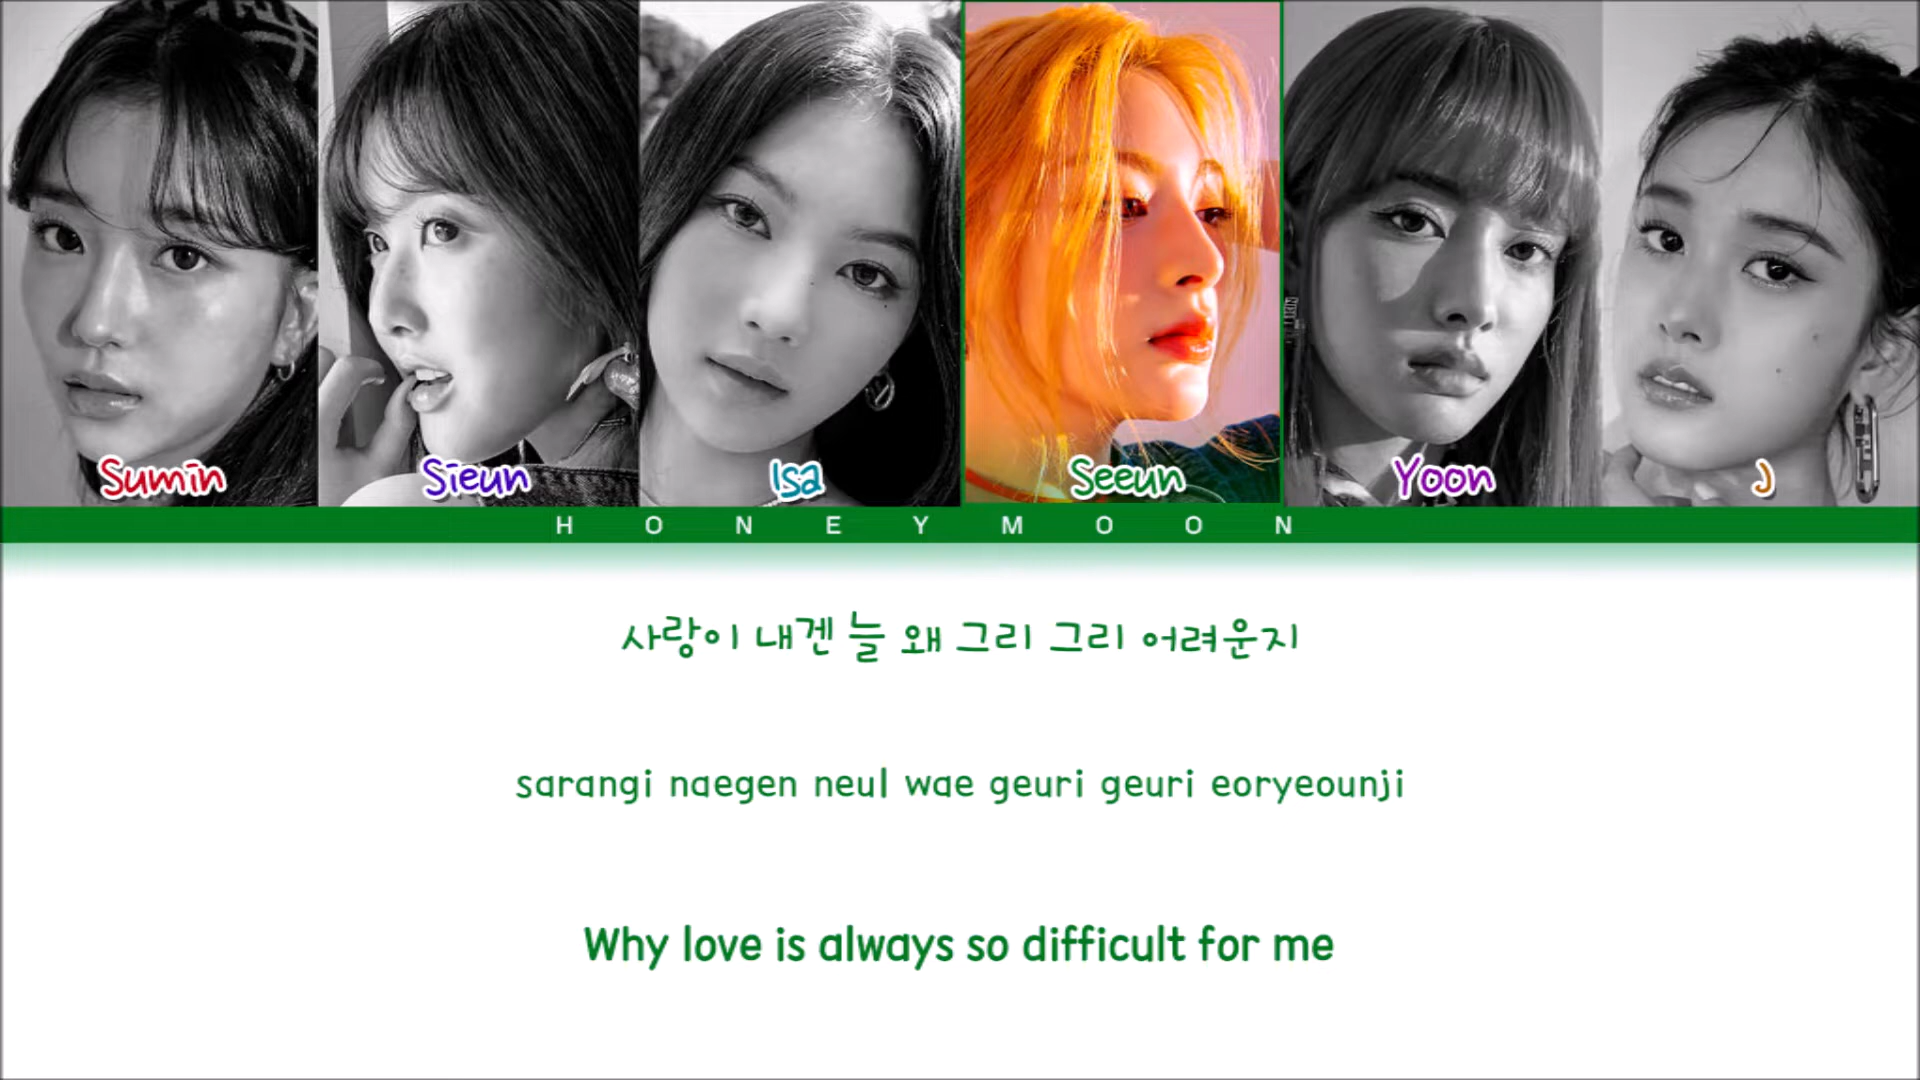 Sumin
Sieun
Isa
Seeun
Yoon
J
HONEYMOON
사랑이 내겐 늘 왜 그리 그리 어려운지
sarangi naegen neul wae geuri geuri eoryeounji
Why love is always so difficult for me